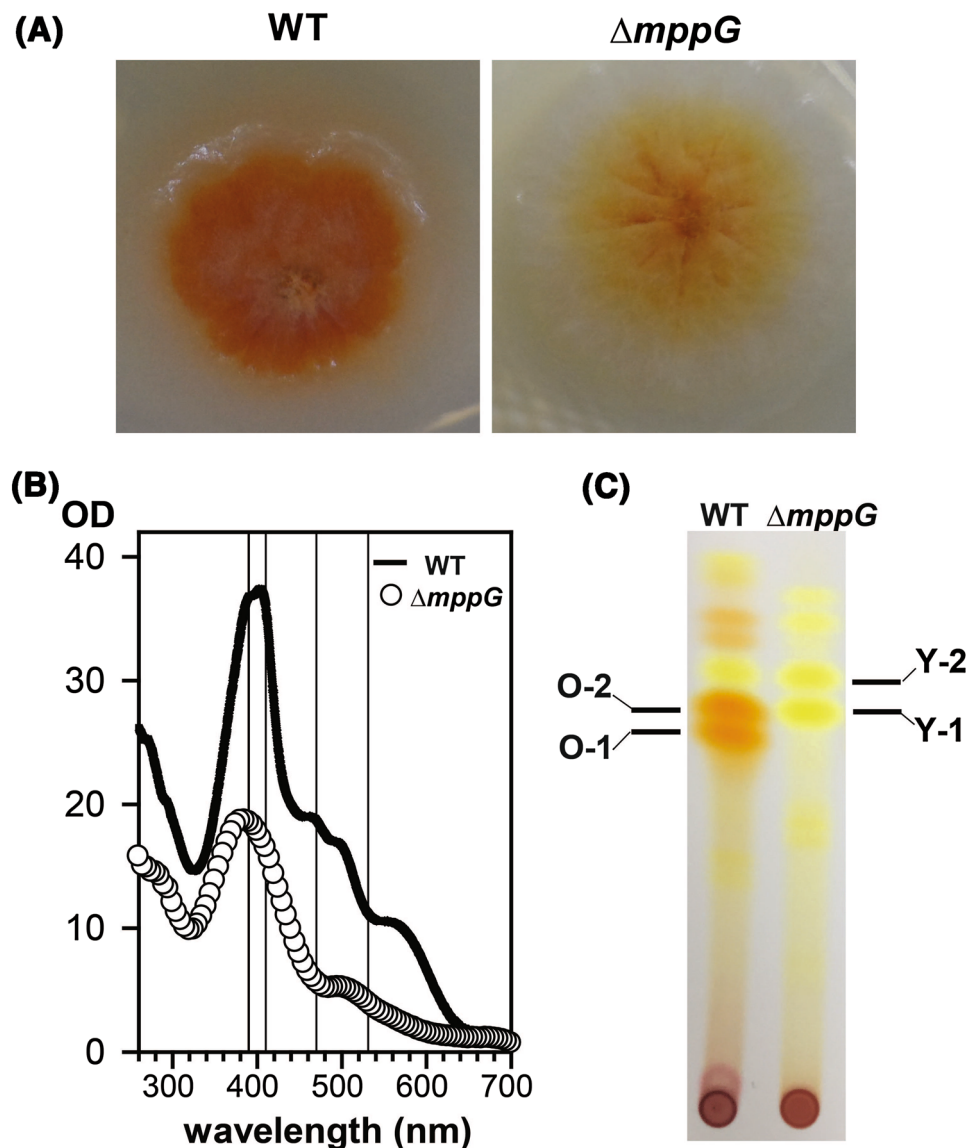 (A)
WT
ΔmppG
(B)
OD
40
30
20
10
0
WT
ΔmppG
300
400
500
600
700
wavelength (nm)
(C)
WT ΔmppG
O-2
O-1
Y-2
Y-1